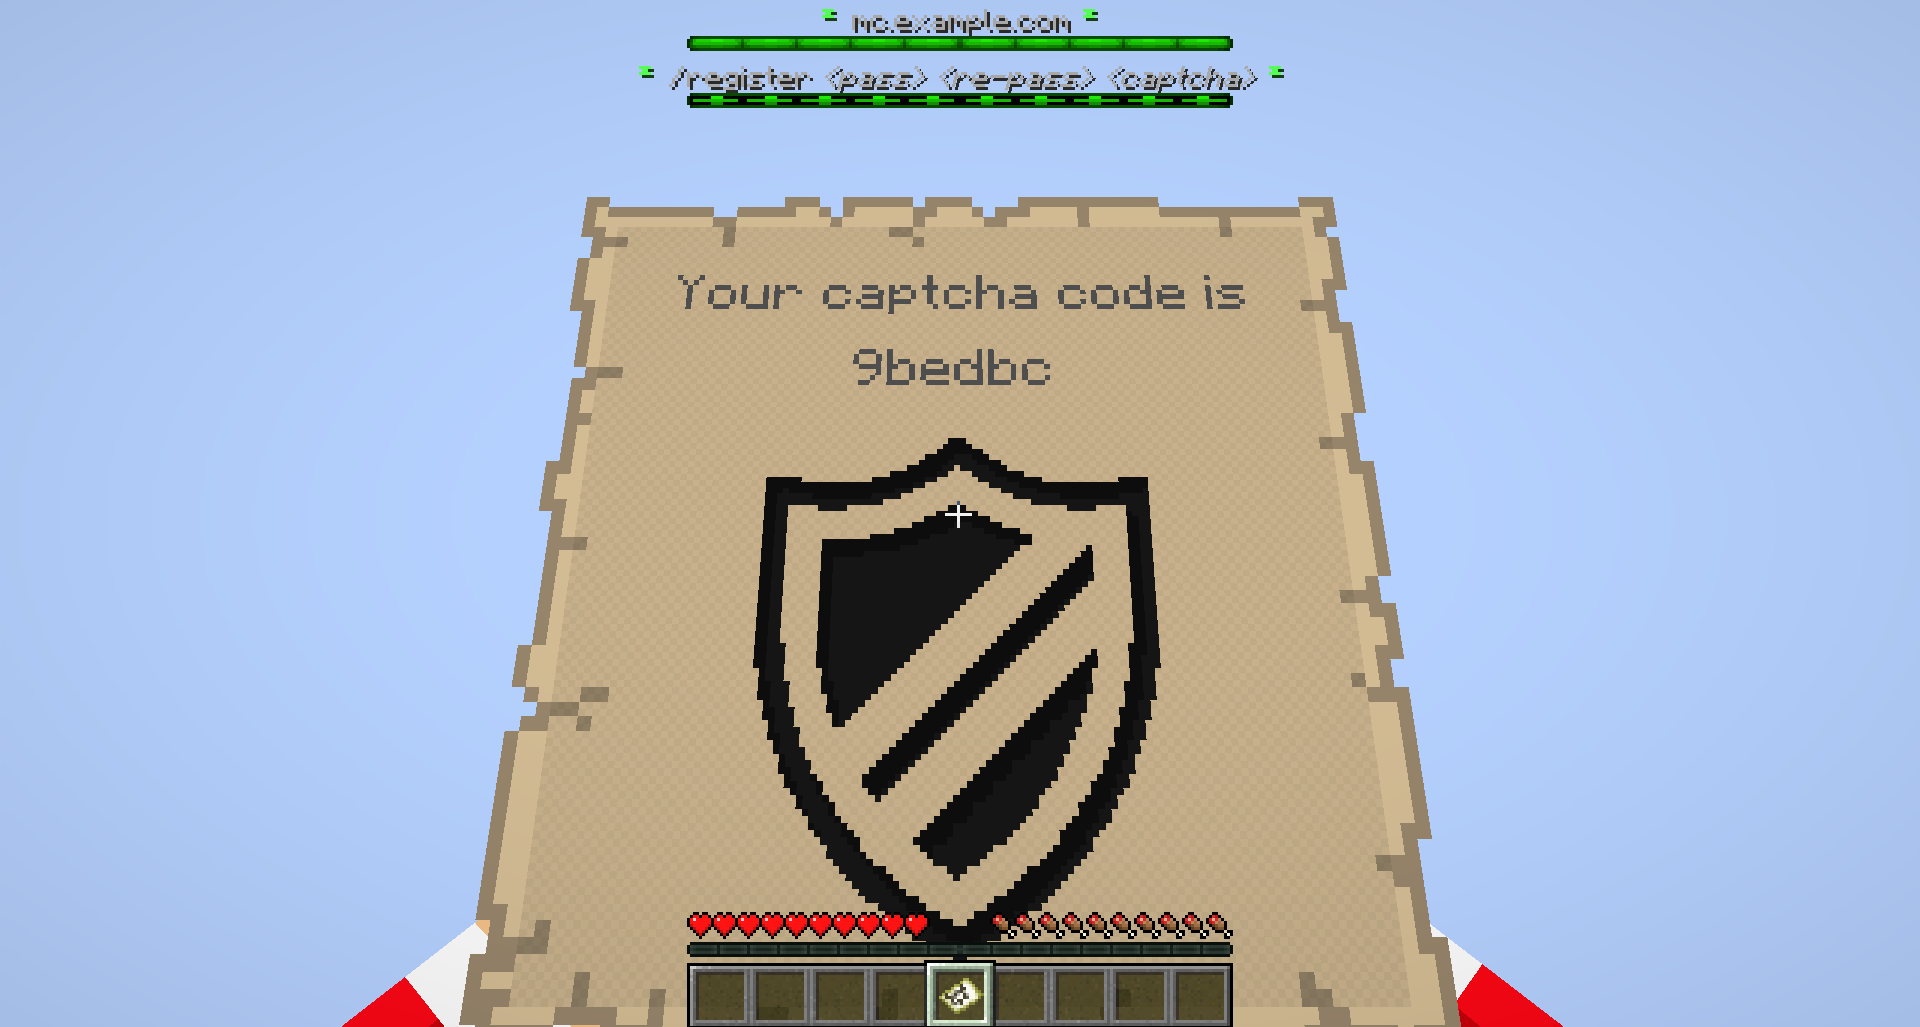 mc.example.com
/register <pass> <re-pass> <captcha>
Your captcha code is
9bedbc